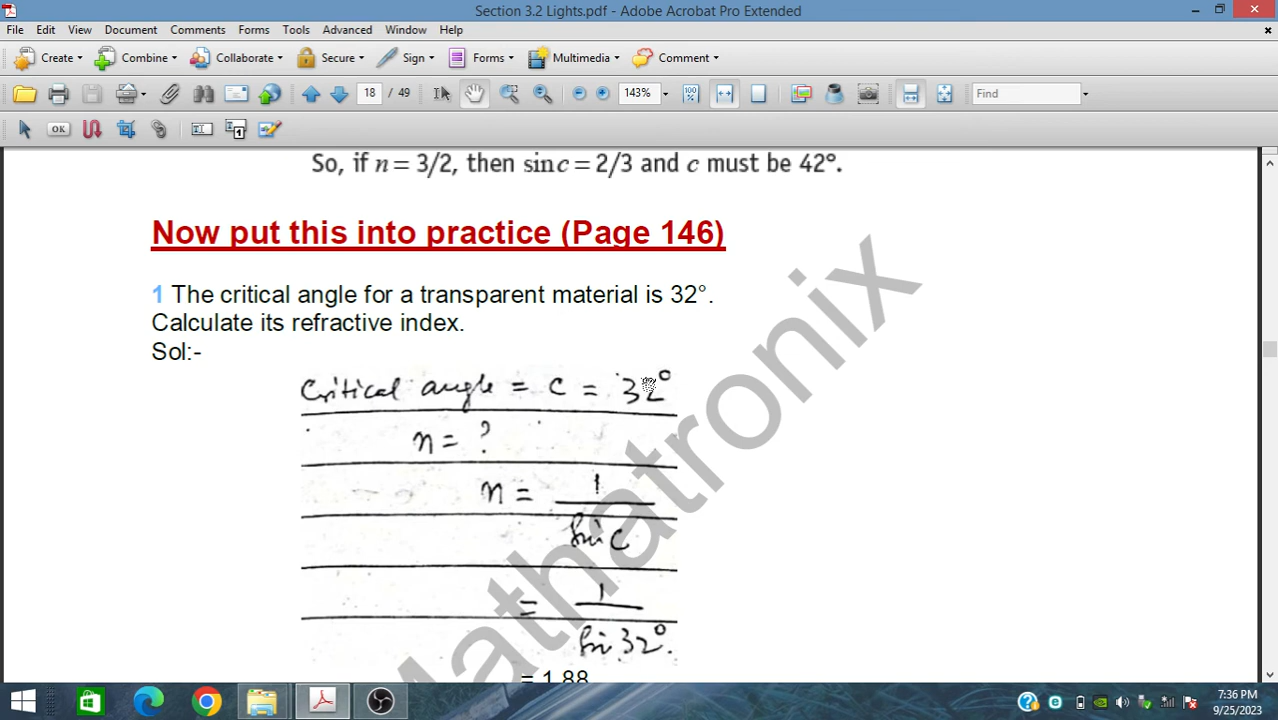 Section 3.2 Lights.pdf - Adobe Acrobat Pro Extended
File Edit View Document Comments Forms Tools Advanced Window Help
Create Combine Collaborate Secure Sign Forms Multimedia Comment
18 / 49 143% Find
So, if n = 3/2, then sin c = 2/3 and c must be 42°.
Now put this into practice (Page 146)
1 The critical angle for a transparent material is 32°.
Calculate its refractive index.
Sol:-
Critical angle = c = 32°
n = ?
n = 1
sin c
= 1
sin 32°.
= 1.88
Mathatronix
7:36 PM
9/25/2023